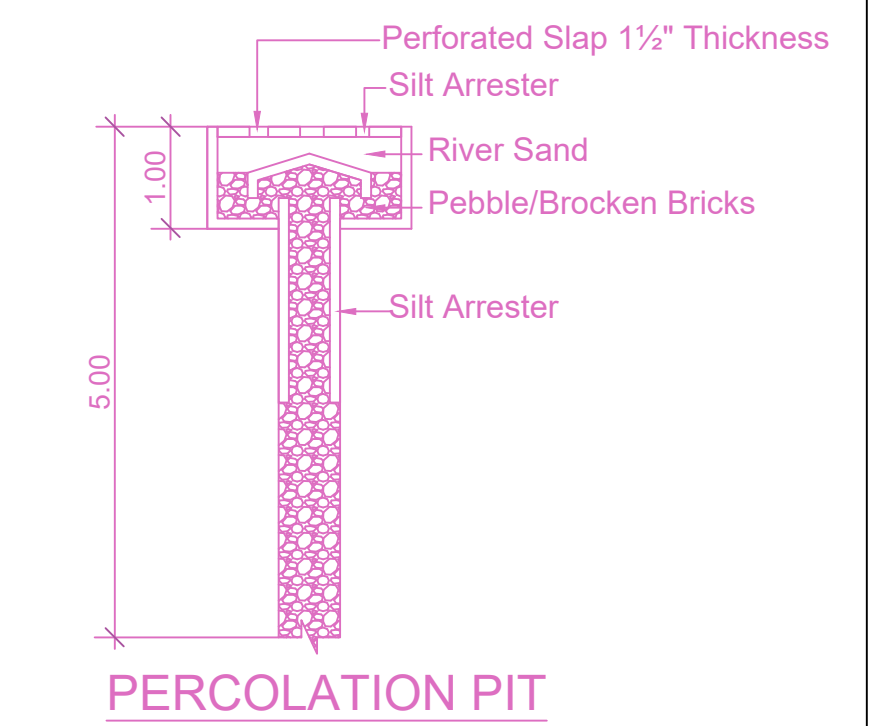 Perforated Slap 1½" Thickness
Silt Arrester
River Sand
1.00
Pebble/Brocken Bricks
Silt Arrester
5.00
PERCOLATION PIT